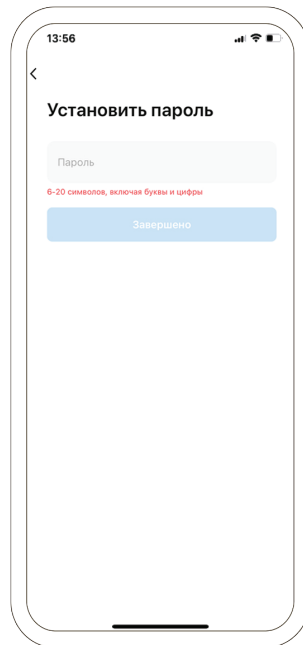 13:56
Установить пароль
Пароль
6-20 символов, включая буквы и цифры
Завершено